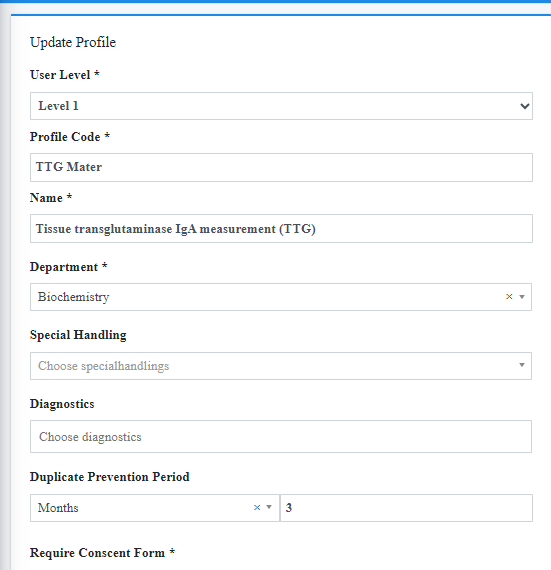 Update Profile
User Level *
Level 1
Profile Code *
TTG Mater
Name *
Tissue transglutaminase IgA measurement (TTG)
Department *
Biochemistry ×
Special Handling
Choose specialhandlings
Diagnostics
Choose diagnostics
Duplicate Prevention Period
Months × 3
Require Conscent Form *